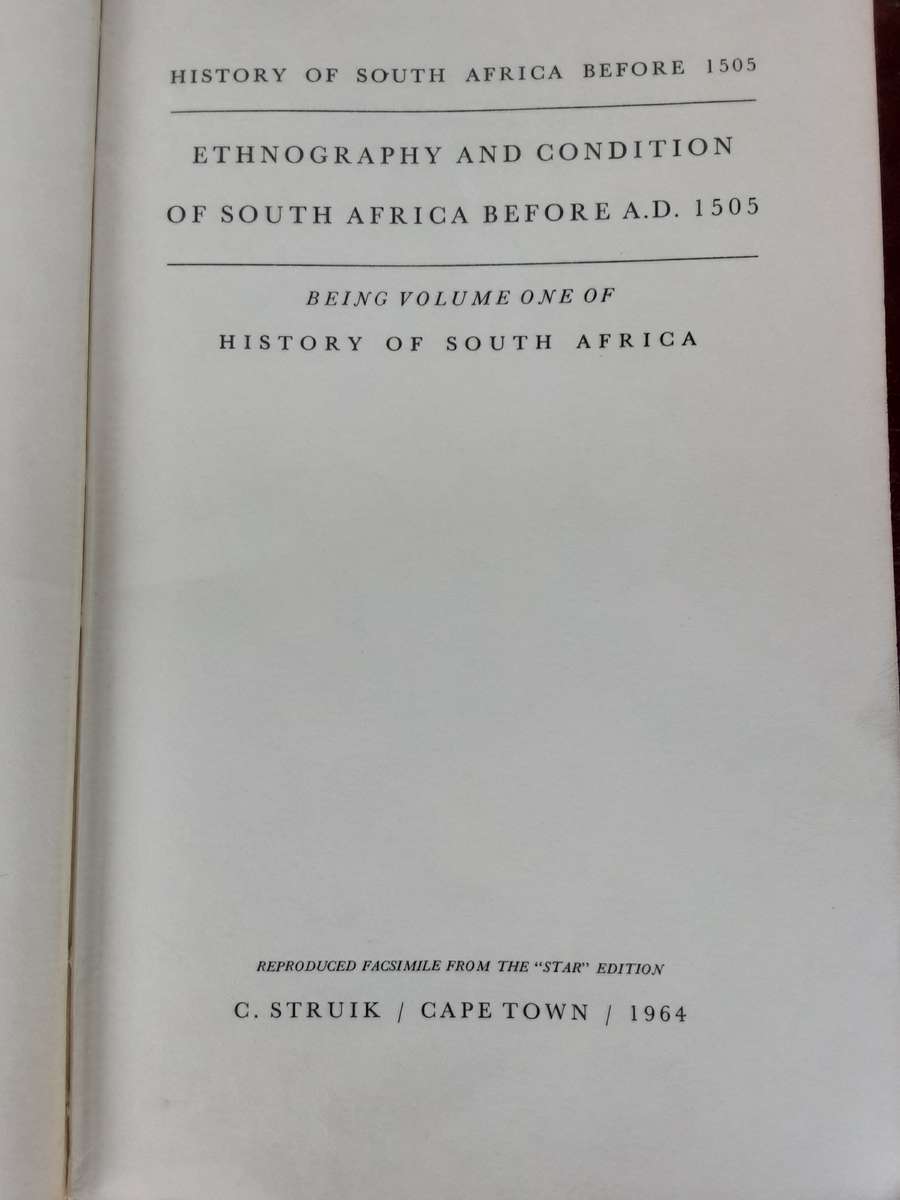 HISTORY OF SOUTH AFRICA BEFORE 1505
ETHNOGRAPHY AND CONDITION
OF SOUTH AFRICA BEFORE A.D. 1505
BEING VOLUME ONE OF
HISTORY OF SOUTH AFRICA
REPRODUCED FACSIMILE FROM THE "STAR" EDITION
C. STRUIK / CAPE TOWN / 1964